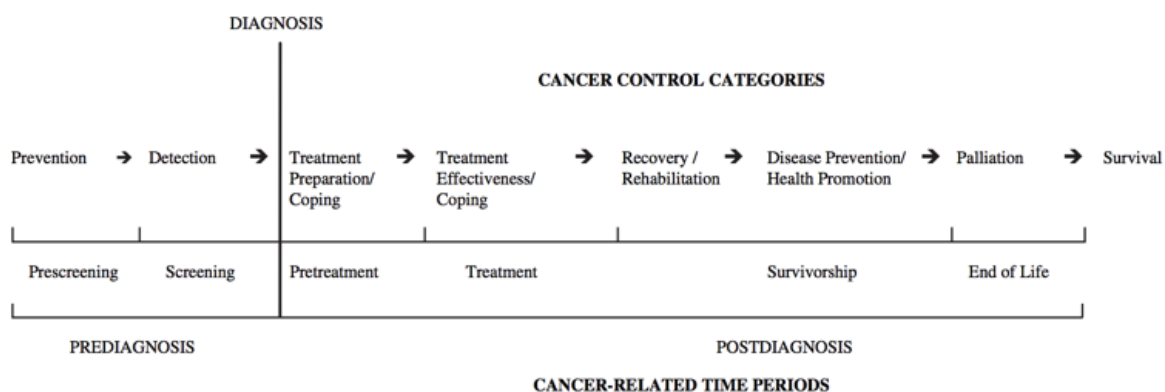 DIAGNOSIS
CANCER CONTROL CATEGORIES
Prevention → Detection → Treatment Preparation/ Coping → Treatment Effectiveness/ Coping → Recovery / Rehabilitation → Disease Prevention/ Health Promotion → Palliation → Survival
Prescreening Screening Pretreatment Treatment Survivorship End of Life
PREDIAGNOSIS POSTDIAGNOSIS
CANCER-RELATED TIME PERIODS